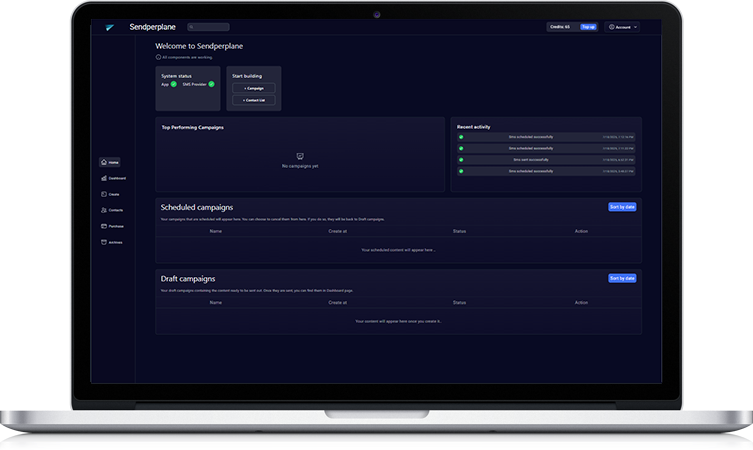 Sendperplane
Credits: 60
Top up
Account
Welcome to Sendperplane
All components are working.
System status
App
SMS Provider
Start building
+ Campaign
+ Contact List
Top Performing Campaigns
No campaigns yet
Recent activity
Sms scheduled successfully
Sms scheduled successfully
Sms sent successfully
Sms scheduled successfully
Home
Dashboard
Create
Contacts
Purchase
Archives
Scheduled campaigns
Sort by date
Your campaigns that are scheduled will appear here. You can choose to cancel them from here. If you do so, they will be back to Draft campaigns.
Name Create at Status Action
Your scheduled content will appear here...
Draft campaigns
Sort by date
Your draft campaigns containing the content ready to be sent out. Once they are sent, you can find them in Dashboard page.
Name Create at Status Action
Your content will appear here once you create it..